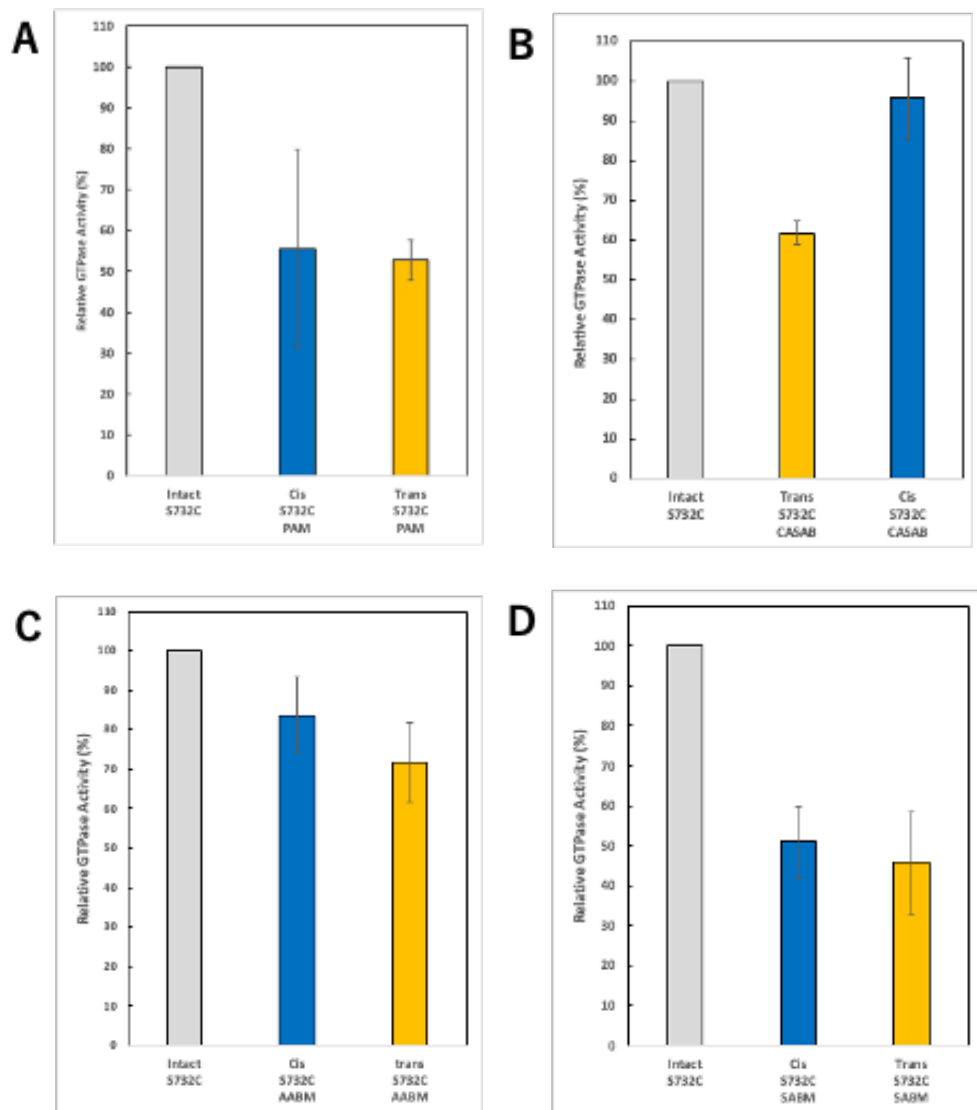 A
Relative GTPase Activity (%)
110
100
90
80
70
60
50
40
30
20
10
0
Intact Cis Trans
S732C S732C S732C
PAM PAM
B
Relative GTPase Activity (%)
110
100
90
80
70
60
50
40
30
20
10
0
Intact Trans Cis
S732C S732C S732C
CASAB CASAB
C
Relative GTPase Activity (%)
110
100
90
80
70
60
50
40
30
20
10
0
Intact Cis trans
S732C S732C S732C
AABM AABM
D
Relative GTPase Activity (%)
110
100
90
80
70
60
50
40
30
20
10
0
Intact Cis Trans
S732C S732C S732C
SABM SABM